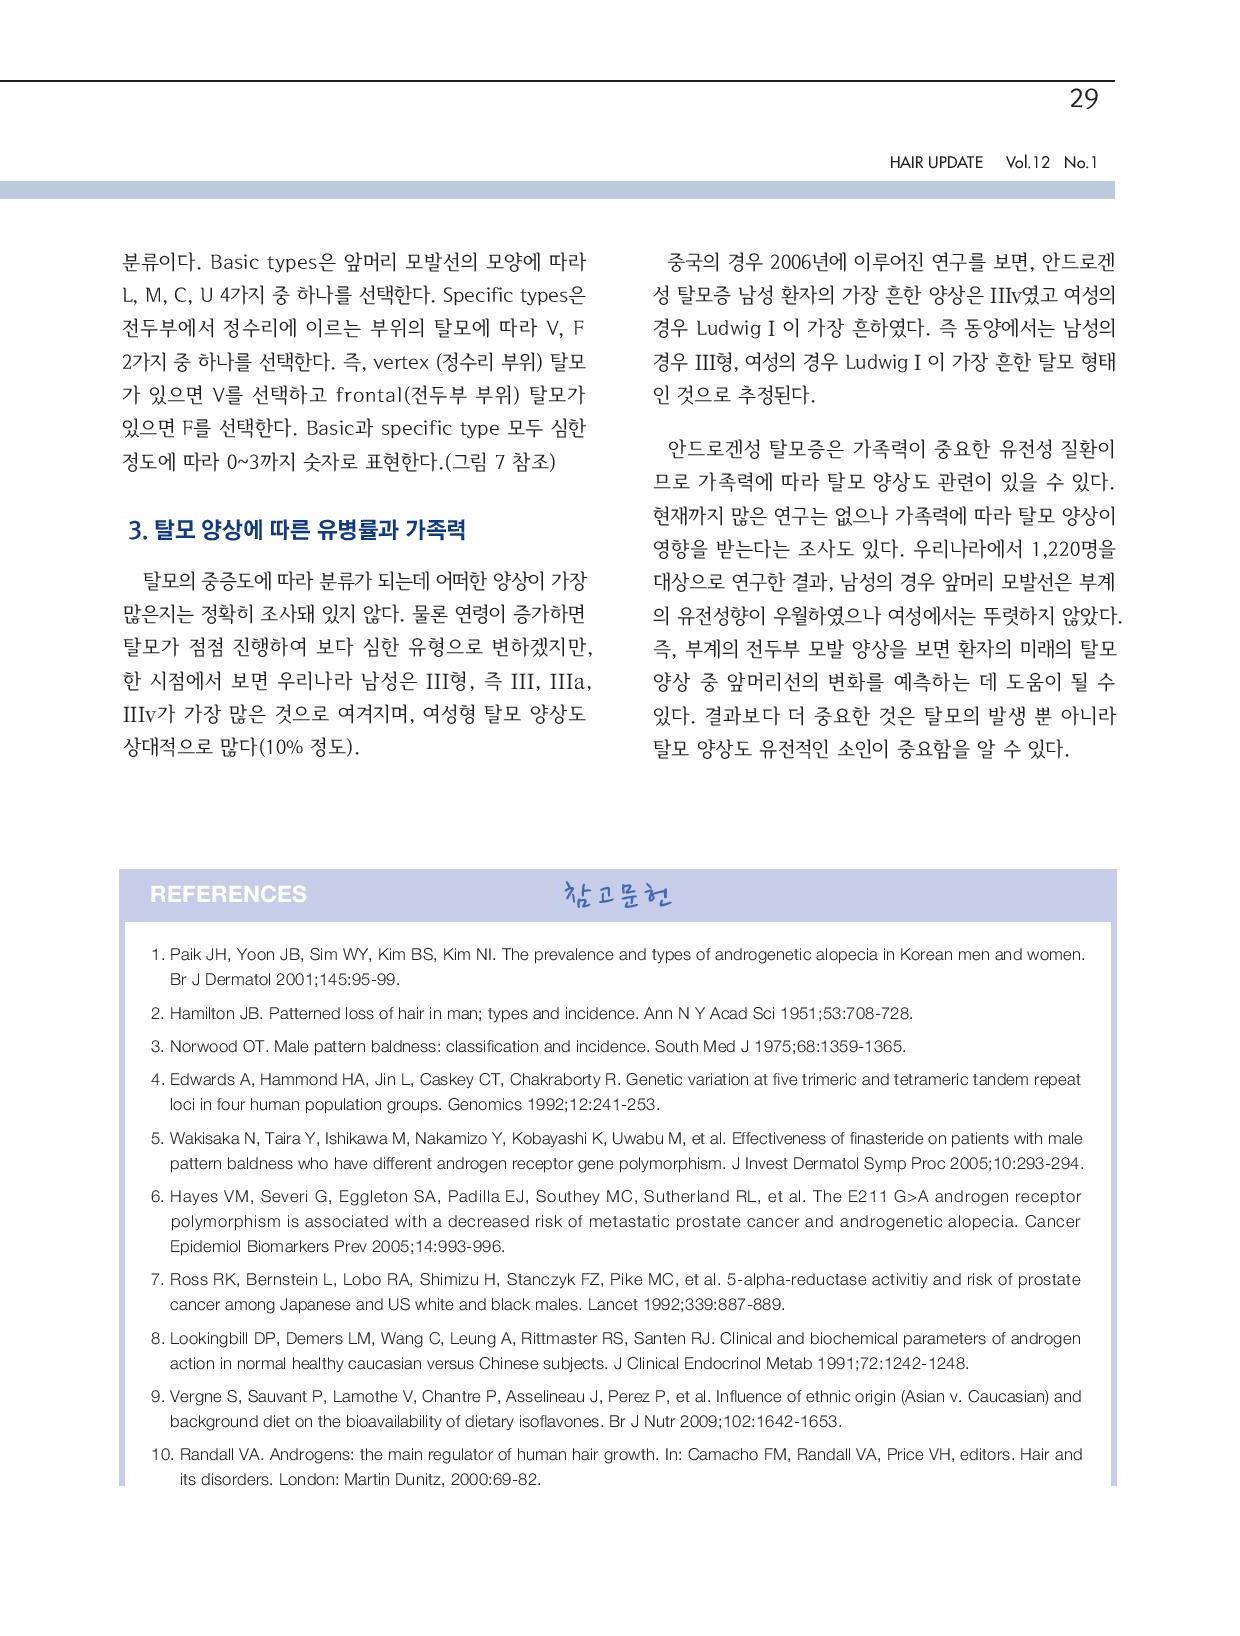 29
HAIR UPDATE Vol.12 No.1
분류이다. Basic types은 앞머리 모발선의 모양에 따라
L, M, C, U 4가지 중 하나를 선택한다. Specific types은
전두부에서 정수리에 이르는 부위의 탈모에 따라 V, F
2가지 중 하나를 선택한다. 즉, vertex (정수리 부위) 탈모
가 있으면 V를 선택하고 frontal(전두부 부위) 탈모가
있으면 F를 선택한다. Basic과 specific type 모두 심한
정도에 따라 0~3까지 숫자로 표현한다.(그림 7 참조)
3. 탈모 양상에 따른 유병률과 가족력
탈모의 중증도에 따라 분류가 되는데 어떠한 양상이 가장
많은지는 정확히 조사돼 있지 않다. 물론 연령이 증가하면
탈모가 점점 진행하여 보다 심한 유형으로 변하겠지만,
한 시점에서 보면 우리나라 남성은 III형, 즉 III, IIIa,
IIIv가 가장 많은 것으로 여겨지며, 여성형 탈모 양상도
상대적으로 많다(10% 정도).
중국의 경우 2006년에 이루어진 연구를 보면, 안드로겐
성 탈모증 남성 환자의 가장 흔한 양상은 IIIv였고 여성의
경우 Ludwig I 이 가장 흔하였다. 즉 동양에서는 남성의
경우 III형, 여성의 경우 Ludwig I 이 가장 흔한 탈모 형태
인 것으로 추정된다.
안드로겐성 탈모증은 가족력이 중요한 유전성 질환이
므로 가족력에 따라 탈모 양상도 관련이 있을 수 있다.
현재까지 많은 연구는 없으나 가족력에 따라 탈모 양상이
영향을 받는다는 조사도 있다. 우리나라에서 1,220명을
대상으로 연구한 결과, 남성의 경우 앞머리 모발선은 부계
의 유전성향이 우월하였으나 여성에서는 뚜렷하지 않았다.
즉, 부계의 전두부 모발 양상을 보면 환자의 미래의 탈모
양상 중 앞머리선의 변화를 예측하는 데 도움이 될 수
있다. 결과보다 더 중요한 것은 탈모의 발생 뿐 아니라
탈모 양상도 유전적인 소인이 중요함을 알 수 있다.
REFERENCES 참고문헌
1. Paik JH, Yoon JB, Sim WY, Kim BS, Kim NI. The prevalence and types of androgenetic alopecia in Korean men and women.
Br J Dermatol 2001;145:95-99.
2. Hamilton JB. Patterned loss of hair in man; types and incidence. Ann N Y Acad Sci 1951;53:708-728.
3. Norwood OT. Male pattern baldness: classification and incidence. South Med J 1975;68:1359-1365.
4. Edwards A, Hammond HA, Jin L, Caskey CT, Chakraborty R. Genetic variation at five trimeric and tetrameric tandem repeat
loci in four human population groups. Genomics 1992;12:241-253.
5. Wakisaka N, Taira Y, Ishikawa M, Nakamizo Y, Kobayashi K, Uwabu M, et al. Effectiveness of finasteride on patients with male
pattern baldness who have different androgen receptor gene polymorphism. J Invest Dermatol Symp Proc 2005;10:293-294.
6. Hayes VM, Severi G, Eggleton SA, Padilla EJ, Southey MC, Sutherland RL, et al. The E211 G>A androgen receptor
polymorphism is associated with a decreased risk of metastatic prostate cancer and androgenetic alopecia. Cancer
Epidemiol Biomarkers Prev 2005;14:993-996.
7. Ross RK, Bernstein L, Lobo RA, Shimizu H, Stanczyk FZ, Pike MC, et al. 5-alpha-reductase activitiy and risk of prostate
cancer among Japanese and US white and black males. Lancet 1992;339:887-889.
8. Lookingbill DP, Demers LM, Wang C, Leung A, Rittmaster RS, Santen RJ. Clinical and biochemical parameters of androgen
action in normal healthy caucasian versus Chinese subjects. J Clinical Endocrinol Metab 1991;72:1242-1248.
9. Vergne S, Sauvant P, Lamothe V, Chantre P, Asselineau J, Perez P, et al. Influence of ethnic origin (Asian v. Caucasian) and
background diet on the bioavailability of dietary isoflavones. Br J Nutr 2009;102:1642-1653.
10. Randall VA. Androgens: the main regulator of human hair growth. In: Camacho FM, Randall VA, Price VH, editors. Hair and
its disorders. London: Martin Dunitz, 2000:69-82.